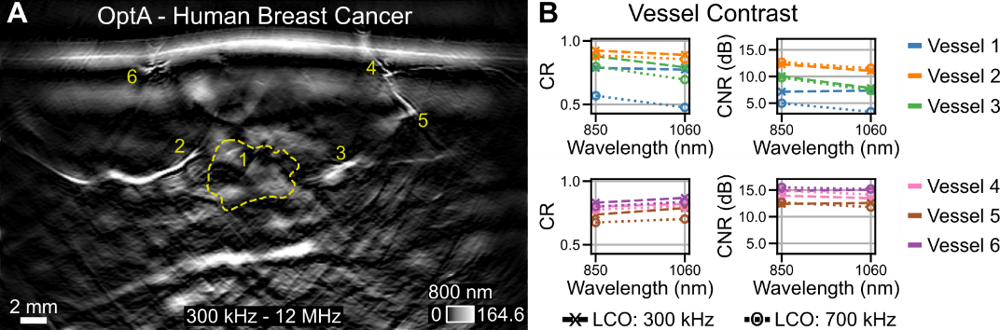 A
OptA - Human Breast Cancer
6
4
5
2
1
3
2 mm
300 kHz - 12 MHz
800 nm
0
164.6
B
Vessel Contrast
CR
1.0
0.5
850
1060
Wavelength (nm)
CNR (dB)
15.0
10.0
5.0
850
1060
Wavelength (nm)
Vessel 1
Vessel 2
Vessel 3
CR
1.0
0.5
850
1060
Wavelength (nm)
CNR (dB)
15.0
10.0
5.0
850
1060
Wavelength (nm)
Vessel 4
Vessel 5
Vessel 6
LCO: 300 kHz
LCO: 700 kHz